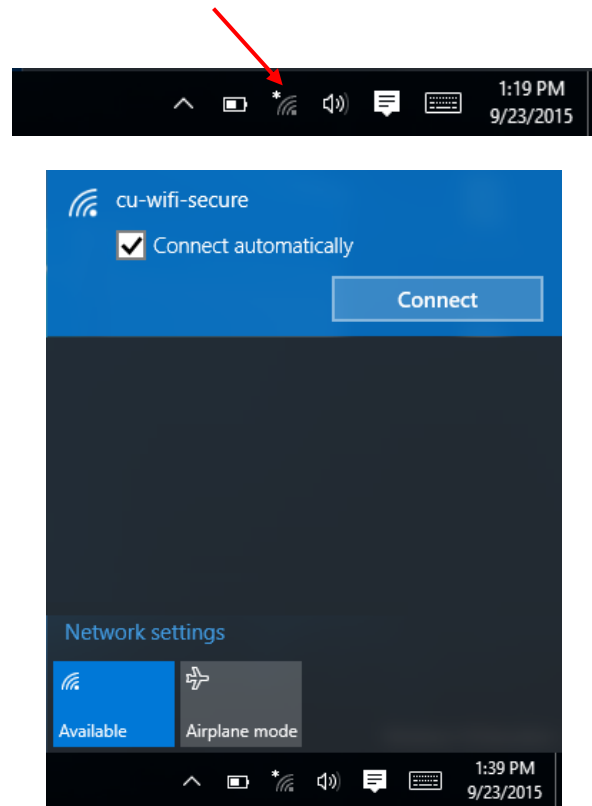 1:19 PM
9/23/2015
cu-wifi-secure
Connect automatically
Connect
Network settings
Available
Airplane mode
1:39 PM
9/23/2015